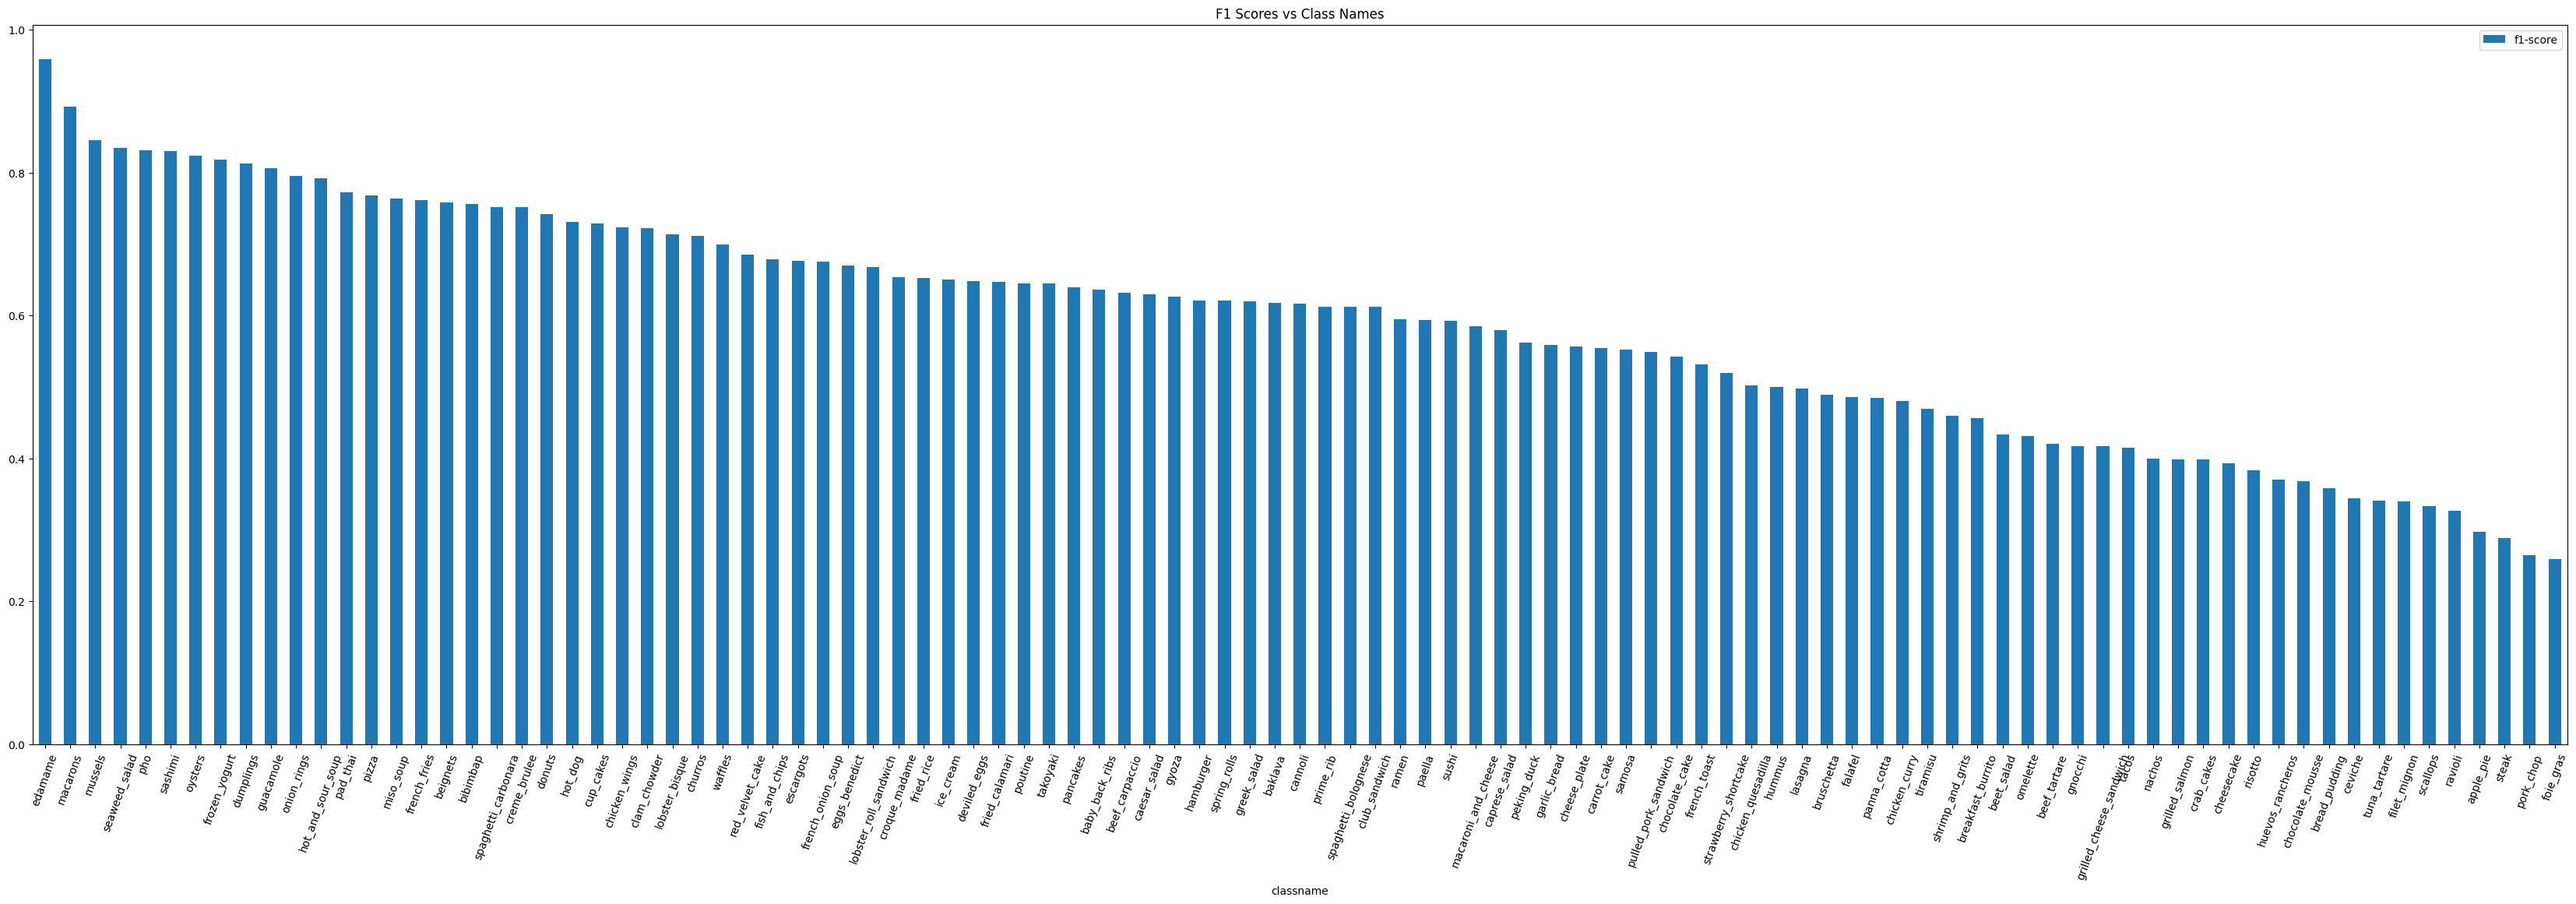 F1 Scores vs Class Names
f1-score
1.0
0.8
0.6
0.4
0.2
0.0
edamame
macarons
mussels
seaweed_salad
pho
sashimi
oysters
frozen_yogurt
dumplings
guacamole
onion_rings
hot_and_sour_soup
pad_thai
pizza
miso_soup
french_fries
beignets
bibimbap
spaghetti_carbonara
creme_brulee
donuts
hot_dog
cup_cakes
chicken_wings
clam_chowder
lobster_bisque
churros
waffles
red_velvet_cake
fish_and_chips
escargots
french_onion_soup
eggs_benedict
lobster_roll_sandwich
croque_madame
fried_rice
ice_cream
deviled_eggs
fried_calamari
poutine
takoyaki
pancakes
baby_back_ribs
beef_carpaccio
caesar_salad
gyoza
hamburger
spring_rolls
greek_salad
baklava
cannoli
prime_rib
spaghetti_bolognese
club_sandwich
ramen
paella
sushi
macaroni_and_cheese
caprese_salad
peking_duck
garlic_bread
cheese_plate
carrot_cake
samosa
pulled_pork_sandwich
chocolate_cake
french_toast
strawberry_shortcake
chicken_quesadilla
hummus
lasagna
bruschetta
falafel
panna_cotta
chicken_curry
tiramisu
shrimp_and_grits
breakfast_burrito
beet_salad
omelette
beef_tartare
gnocchi
grilled_cheese_sandwich
tacos
nachos
grilled_salmon
crab_cakes
cheesecake
risotto
huevos_rancheros
chocolate_mousse
bread_pudding
ceviche
tuna_tartare
filet_mignon
scallops
ravioli
apple_pie
steak
pork_chop
foie_gras
classname